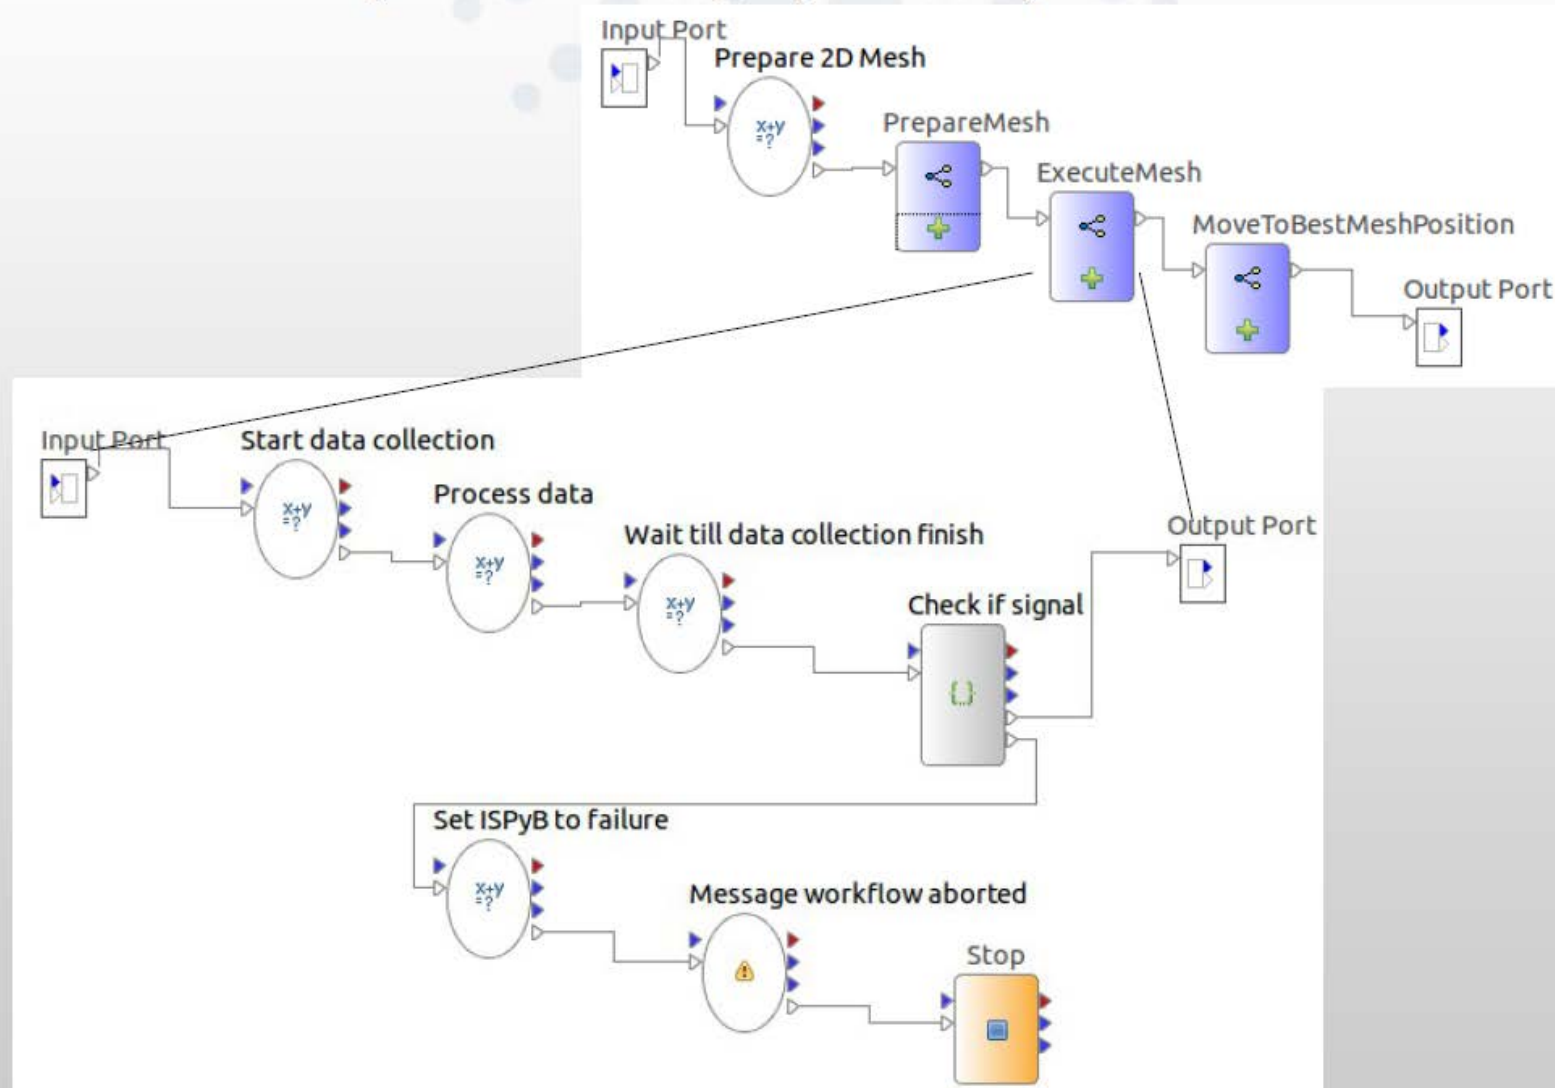 Input Port
Prepare 2D Mesh
x+y
=?
PrepareMesh
ExecuteMesh
MoveToBestMeshPosition
Output Port
Input Port
Start data collection
x+y
=?
Process data
x+y
=?
Wait till data collection finish
x+y
=?
Output Port
Check if signal
{}
Set ISPyB to failure
x+y
=?
Message workflow aborted
!
Stop